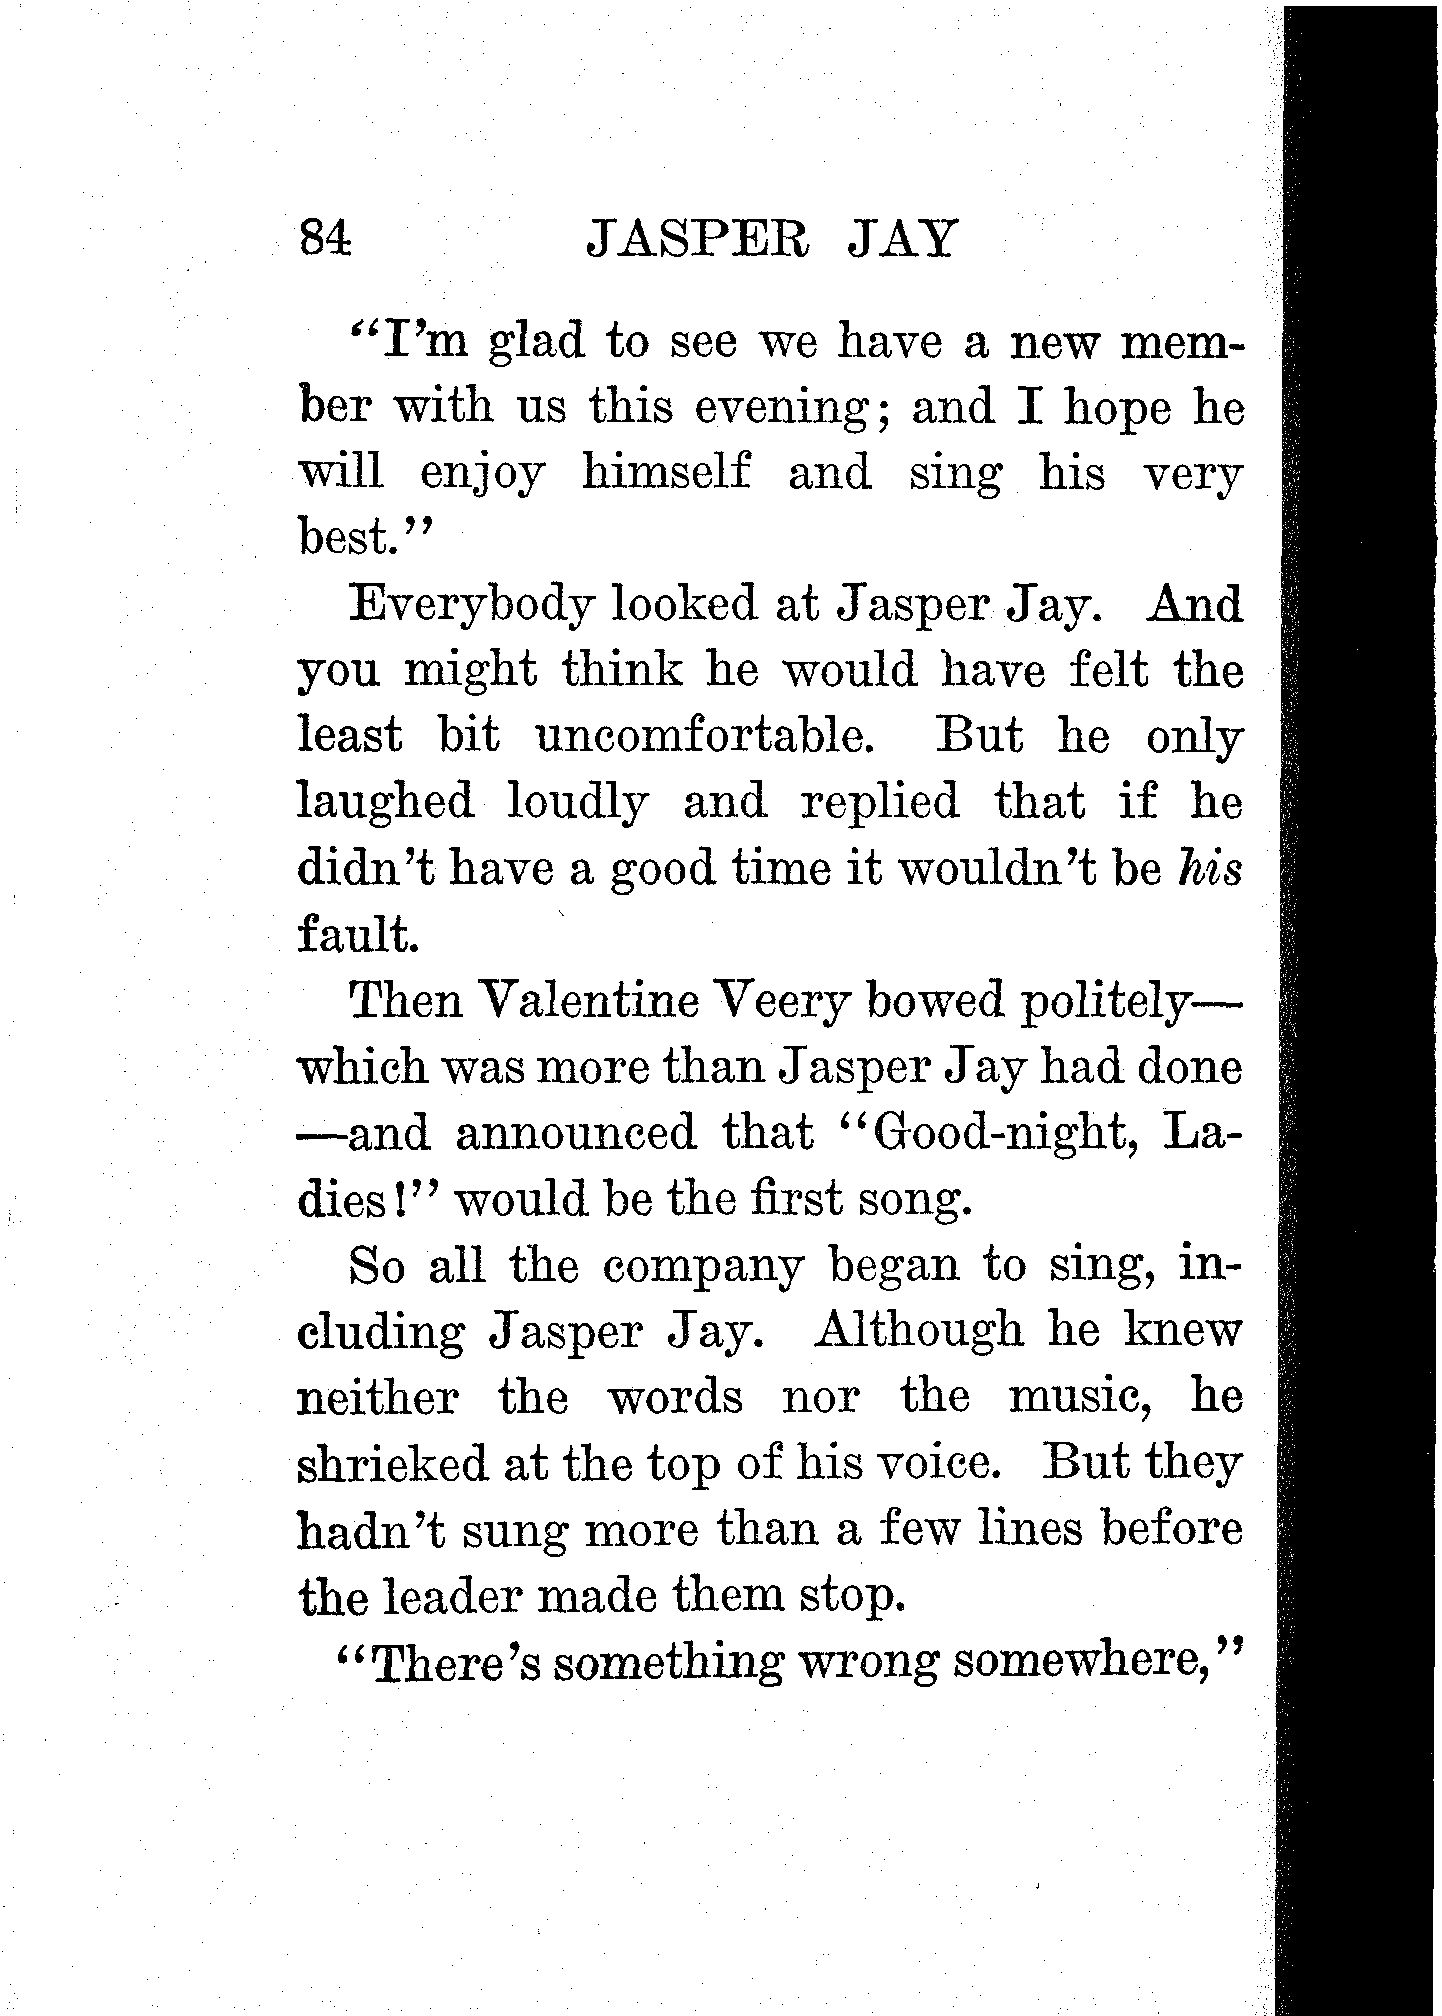 84 JASPER JAY
"I'm glad to see we have a new mem-
ber with us this evening; and I hope he
will enjoy himself and sing his very
best."
Everybody looked at Jasper Jay. And
you might think he would have felt the
least bit uncomfortable. But he only
laughed loudly and replied that if he
didn't have a good time it wouldn't be his
fault.
Then Valentine Veery bowed politely—
which was more than Jasper Jay had done
—and announced that "Good-night, La-
dies!" would be the first song.
So all the company began to sing, in-
cluding Jasper Jay. Although he knew
neither the words nor the music, he
shrieked at the top of his voice. But they
hadn't sung more than a few lines before
the leader made them stop.
"There's something wrong somewhere,"